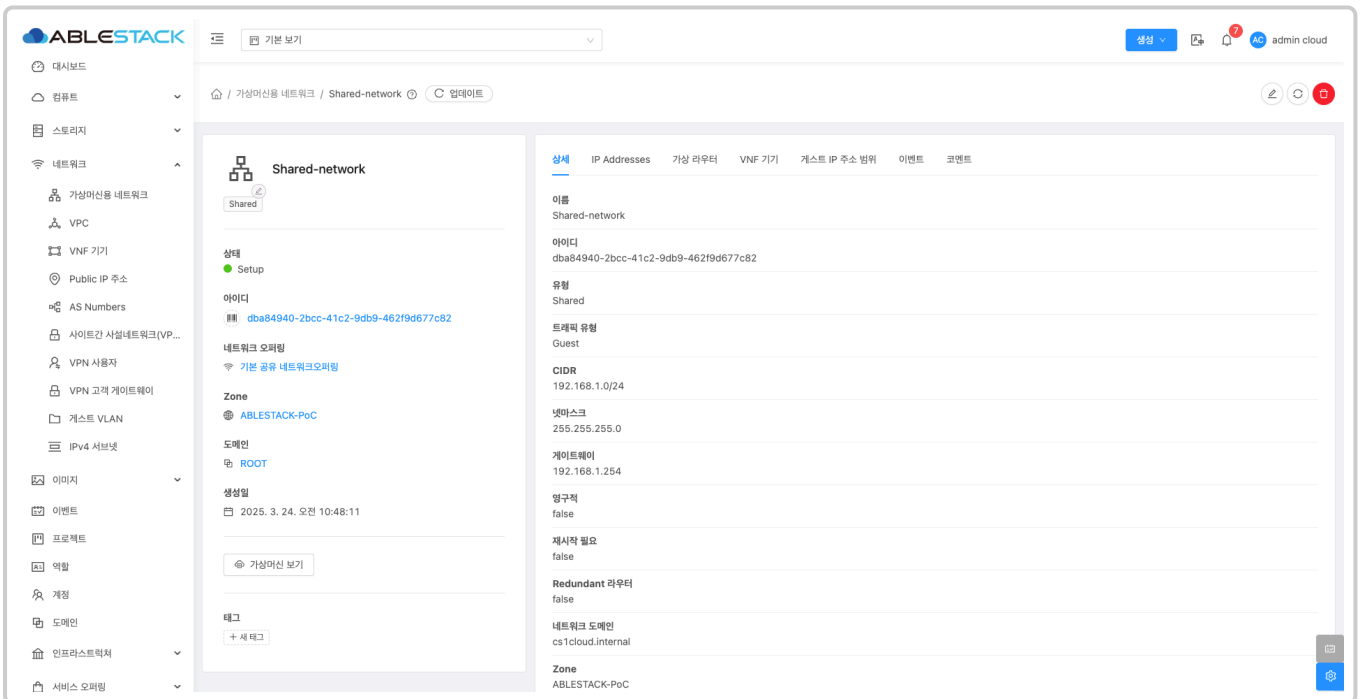 ABLESTACK
기본 보기
생성
7
AC
admin cloud
대시보드
컴퓨트
스토리지
네트워크
가상머신용 네트워크
VPC
VNF 기기
Public IP 주소
AS Numbers
사이트간 사설네트워크(VP...
VPN 사용자
VPN 고객 게이트웨이
게스트 VLAN
IPv4 서브넷
이미지
이벤트
프로젝트
역할
계정
도메인
인프라스트럭쳐
서비스 오퍼링
/ 가상머신용 네트워크 / Shared-network
업데이트
Shared-network
Shared
상태
Setup
아이디
dba84940-2bcc-41c2-9db9-462f9d677c82
네트워크 오퍼링
기본 공유 네트워크오퍼링
Zone
ABLESTACK-PoC
도메인
ROOT
생성일
2025. 3. 24. 오전 10:48:11
가상머신 보기
태그
+ 새 태그
상세 IP Addresses 가상 라우터 VNF 기기 게스트 IP 주소 범위 이벤트 코멘트
이름
Shared-network
아이디
dba84940-2bcc-41c2-9db9-462f9d677c82
유형
Shared
트래픽 유형
Guest
CIDR
192.168.1.0/24
넷마스크
255.255.255.0
게이트웨이
192.168.1.254
영구적
false
재시작 필요
false
Redundant 라우터
false
네트워크 도메인
cs1cloud.internal
Zone
ABLESTACK-PoC